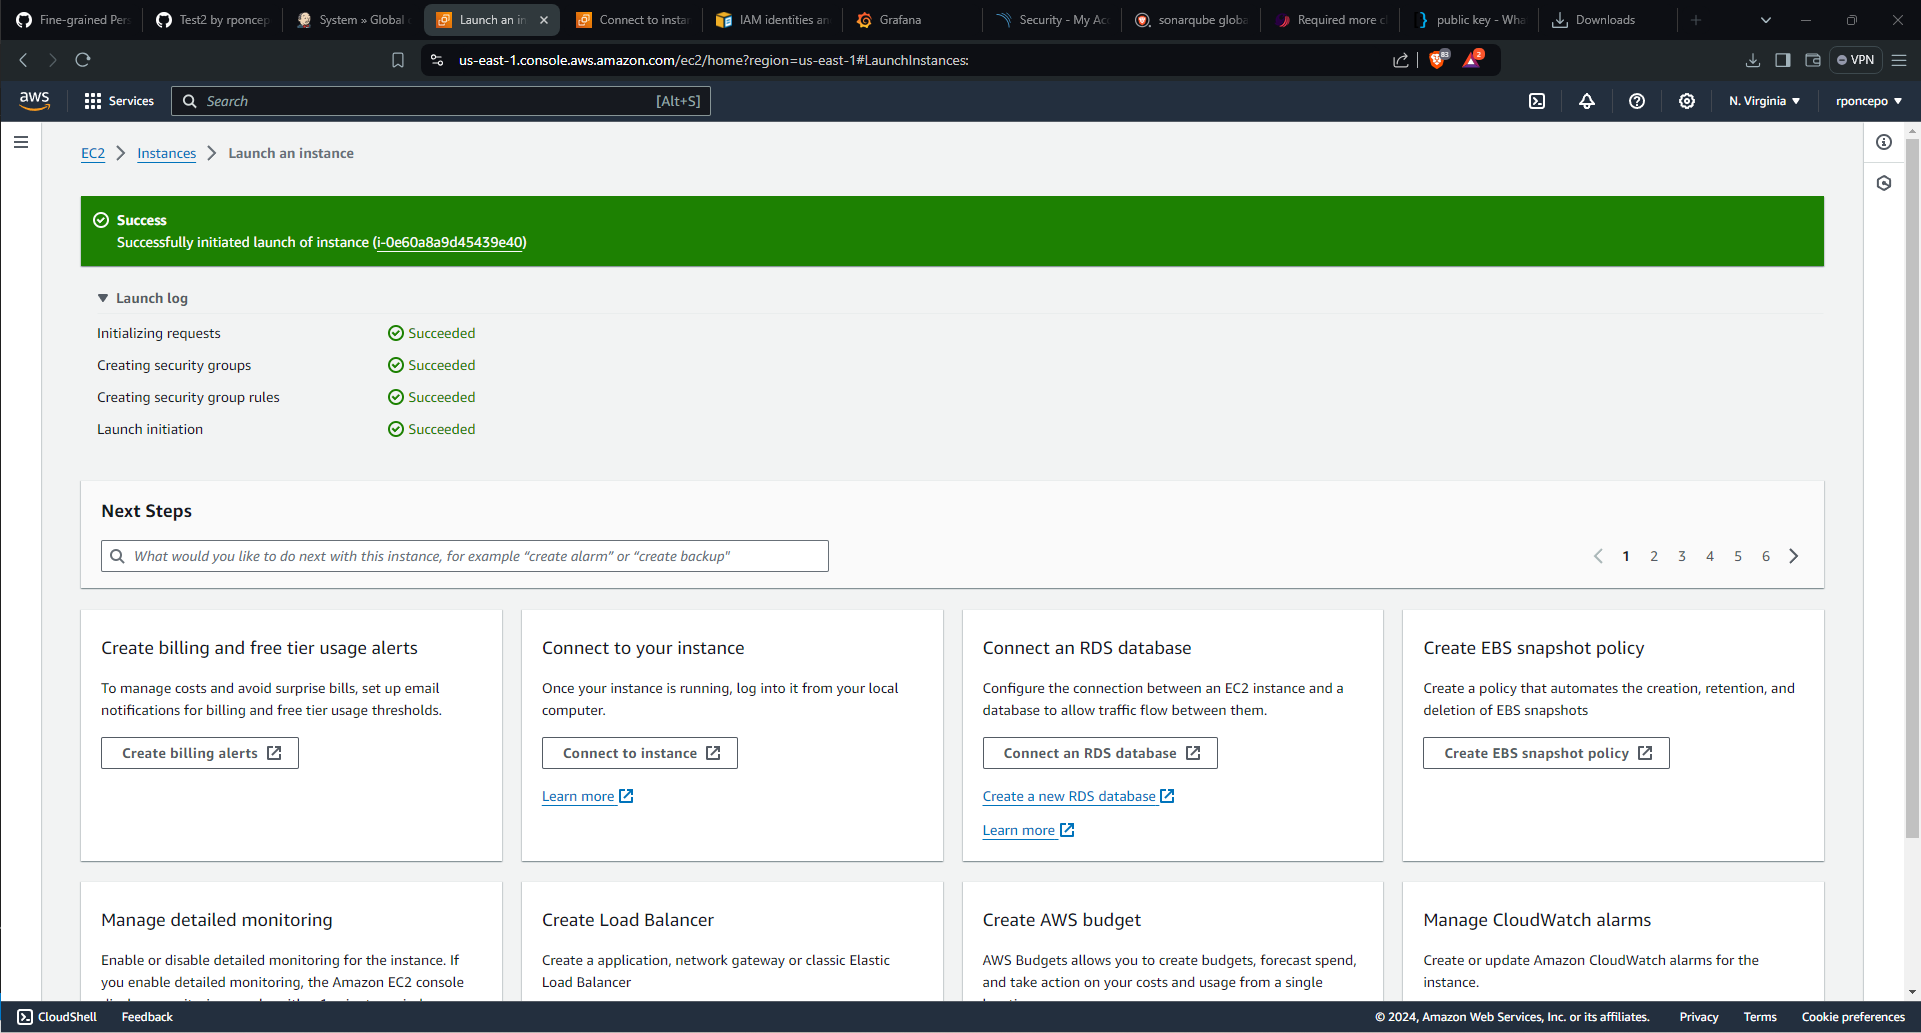 Fine-grained Pers
Test2 by rponcep
System » Global
Launch an in
Connect to instan
IAM identities an
Grafana
Security - My Acc
sonarqube globa
Required more c
public key - Wha
Downloads
us-east-1.console.aws.amazon.com/ec2/home?region=us-east-1#LaunchInstances:
83
2
VPN
aws
Services
Search
[Alt+S]
N. Virginia
rponcepo
EC2
Instances
Launch an instance
Success
Successfully initiated launch of instance (i-0e60a8a9d45439e40)
Launch log
Initializing requests
Succeeded
Creating security groups
Succeeded
Creating security group rules
Succeeded
Launch initiation
Succeeded
Next Steps
What would you like to do next with this instance, for example “create alarm” or “create backup”
1 2 3 4 5 6
Create billing and free tier usage alerts
To manage costs and avoid surprise bills, set up email
notifications for billing and free tier usage thresholds.
Create billing alerts
Connect to your instance
Once your instance is running, log into it from your local
computer.
Connect to instance
Learn more
Connect an RDS database
Configure the connection between an EC2 instance and a
database to allow traffic flow between them.
Connect an RDS database
Create a new RDS database
Learn more
Create EBS snapshot policy
Create a policy that automates the creation, retention, and
deletion of EBS snapshots
Create EBS snapshot policy
Manage detailed monitoring
Enable or disable detailed monitoring for the instance. If
you enable detailed monitoring, the Amazon EC2 console
Create Load Balancer
Create a application, network gateway or classic Elastic
Load Balancer
Create AWS budget
AWS Budgets allows you to create budgets, forecast spend,
and take action on your costs and usage from a single
Manage CloudWatch alarms
Create or update Amazon CloudWatch alarms for the
instance.
CloudShell
Feedback
© 2024, Amazon Web Services, Inc. or its affiliates.
Privacy
Terms
Cookie preferences